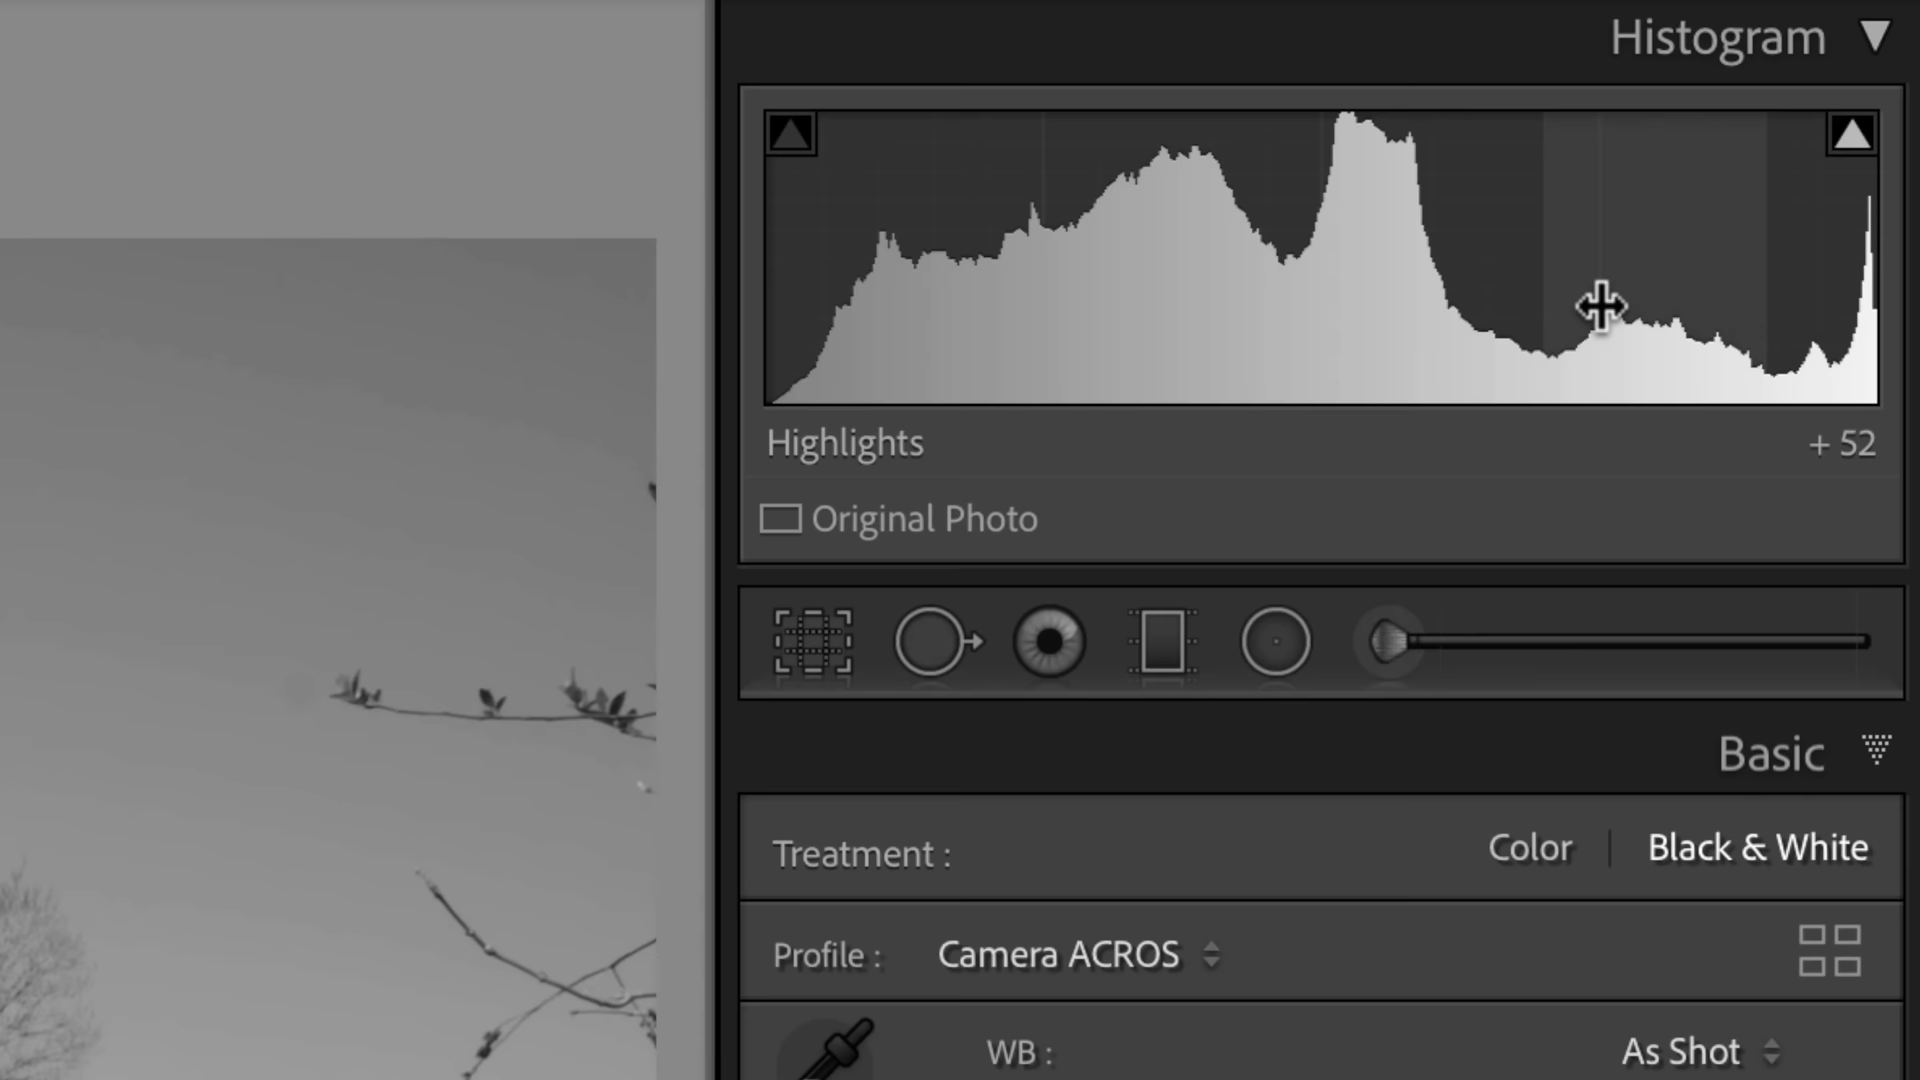 Histogram
Highlights + 52
Original Photo
Basic
Treatment : Color | Black & White
Profile : Camera ACROS
WB : As Shot